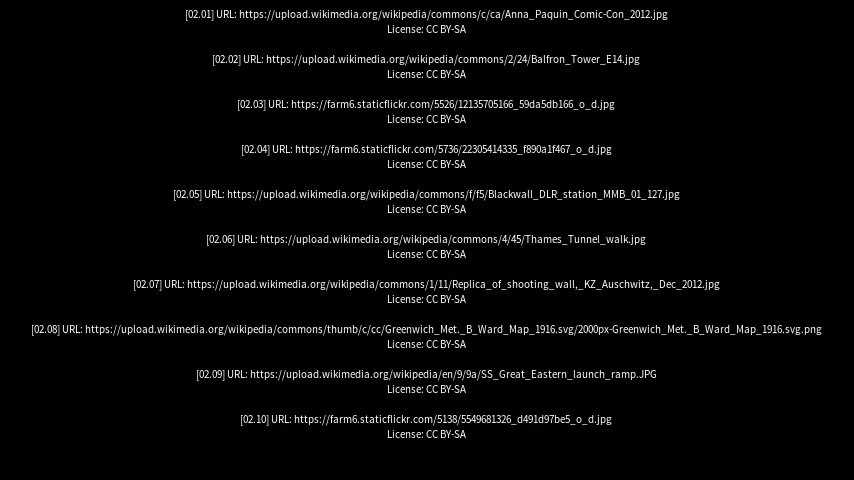 [02.01] URL: https://upload.wikimedia.org/wikipedia/commons/c/ca/Anna_Paquin_Comic-Con_2012.jpg
License: CC BY-SA
[02.02] URL: https://upload.wikimedia.org/wikipedia/commons/2/24/Balfron_Tower_E14.jpg
License: CC BY-SA
[02.03] URL: https://farm6.staticflickr.com/5526/12135705166_59da5db166_o_d.jpg
License: CC BY-SA
[02.04] URL: https://farm6.staticflickr.com/5736/22305414335_f890a1f467_o_d.jpg
License: CC BY-SA
[02.05] URL: https://upload.wikimedia.org/wikipedia/commons/f/f5/Blackwall_DLR_station_MMB_01_127.jpg
License: CC BY-SA
[02.06] URL: https://upload.wikimedia.org/wikipedia/commons/4/45/Thames_Tunnel_walk.jpg
License: CC BY-SA
[02.07] URL: https://upload.wikimedia.org/wikipedia/commons/1/11/Replica_of_shooting_wall,_KZ_Auschwitz,_Dec_2012.jpg
License: CC BY-SA
[02.08] URL: https://upload.wikimedia.org/wikipedia/commons/thumb/c/cc/Greenwich_Met._B_Ward_Map_1916.svg/2000px-Greenwich_Met._B_Ward_Map_1916.svg.png
License: CC BY-SA
[02.09] URL: https://upload.wikimedia.org/wikipedia/en/9/9a/SS_Great_Eastern_launch_ramp.JPG
License: CC BY-SA
[02.10] URL: https://farm6.staticflickr.com/5138/5549681326_d491d97be5_o_d.jpg
License: CC BY-SA